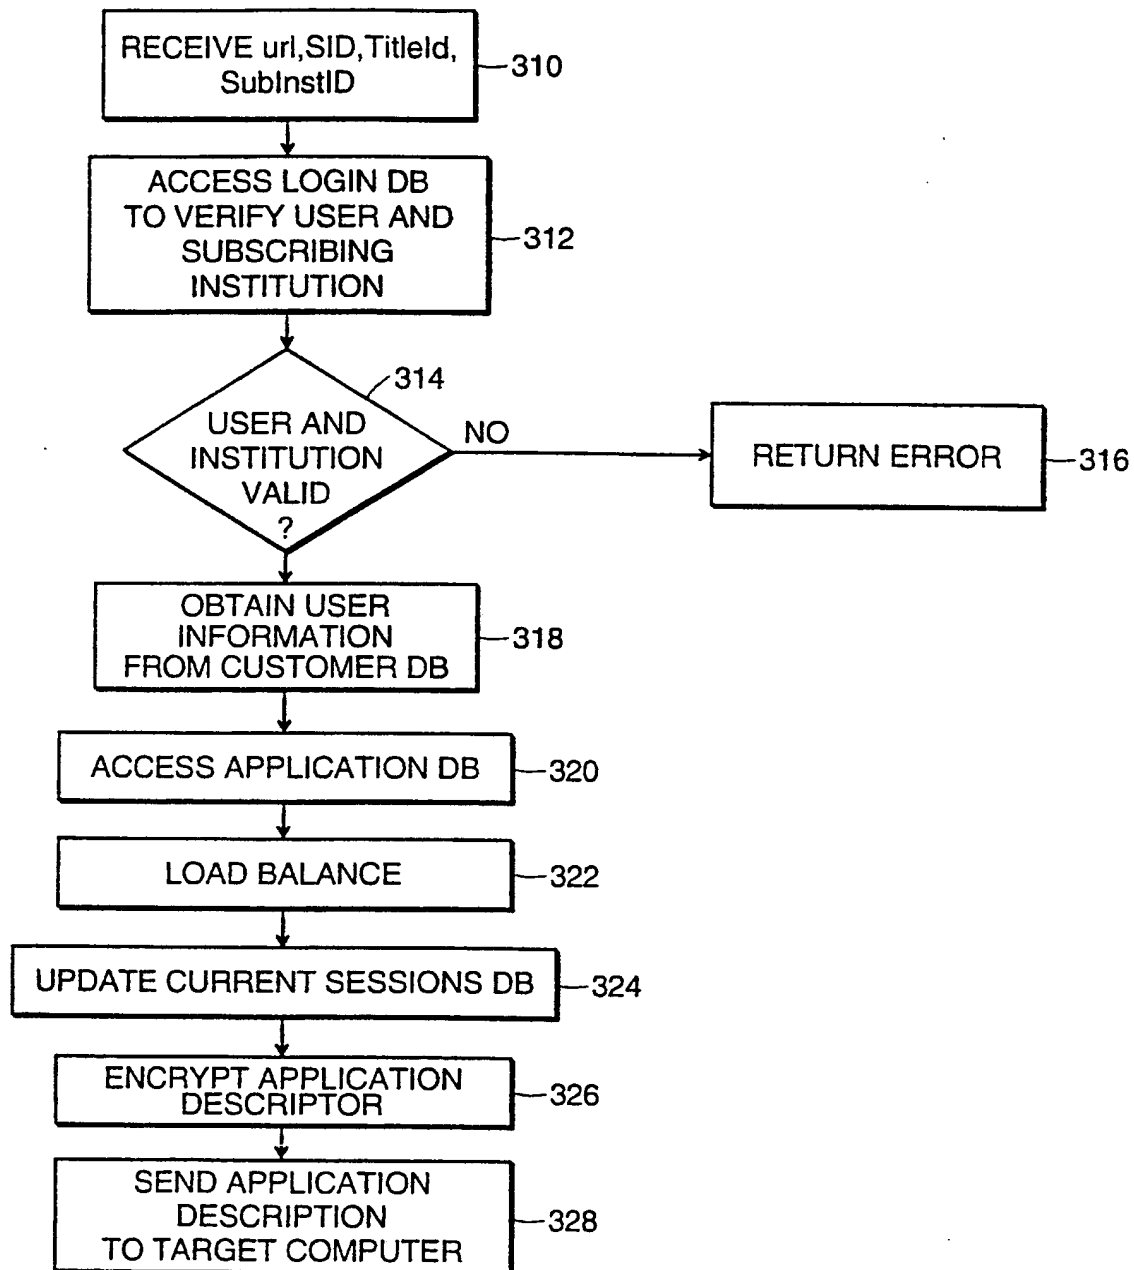 RECEIVE url,SID,TitleId,
SubInstID
310
ACCESS LOGIN DB
TO VERIFY USER AND
SUBSCRIBING
INSTITUTION
312
314
USER AND
INSTITUTION
VALID
?
NO
RETURN ERROR
316
OBTAIN USER
INFORMATION
FROM CUSTOMER DB
318
ACCESS APPLICATION DB
320
LOAD BALANCE
322
UPDATE CURRENT SESSIONS DB
324
ENCRYPT APPLICATION
DESCRIPTOR
326
SEND APPLICATION
DESCRIPTION
TO TARGET COMPUTER
328